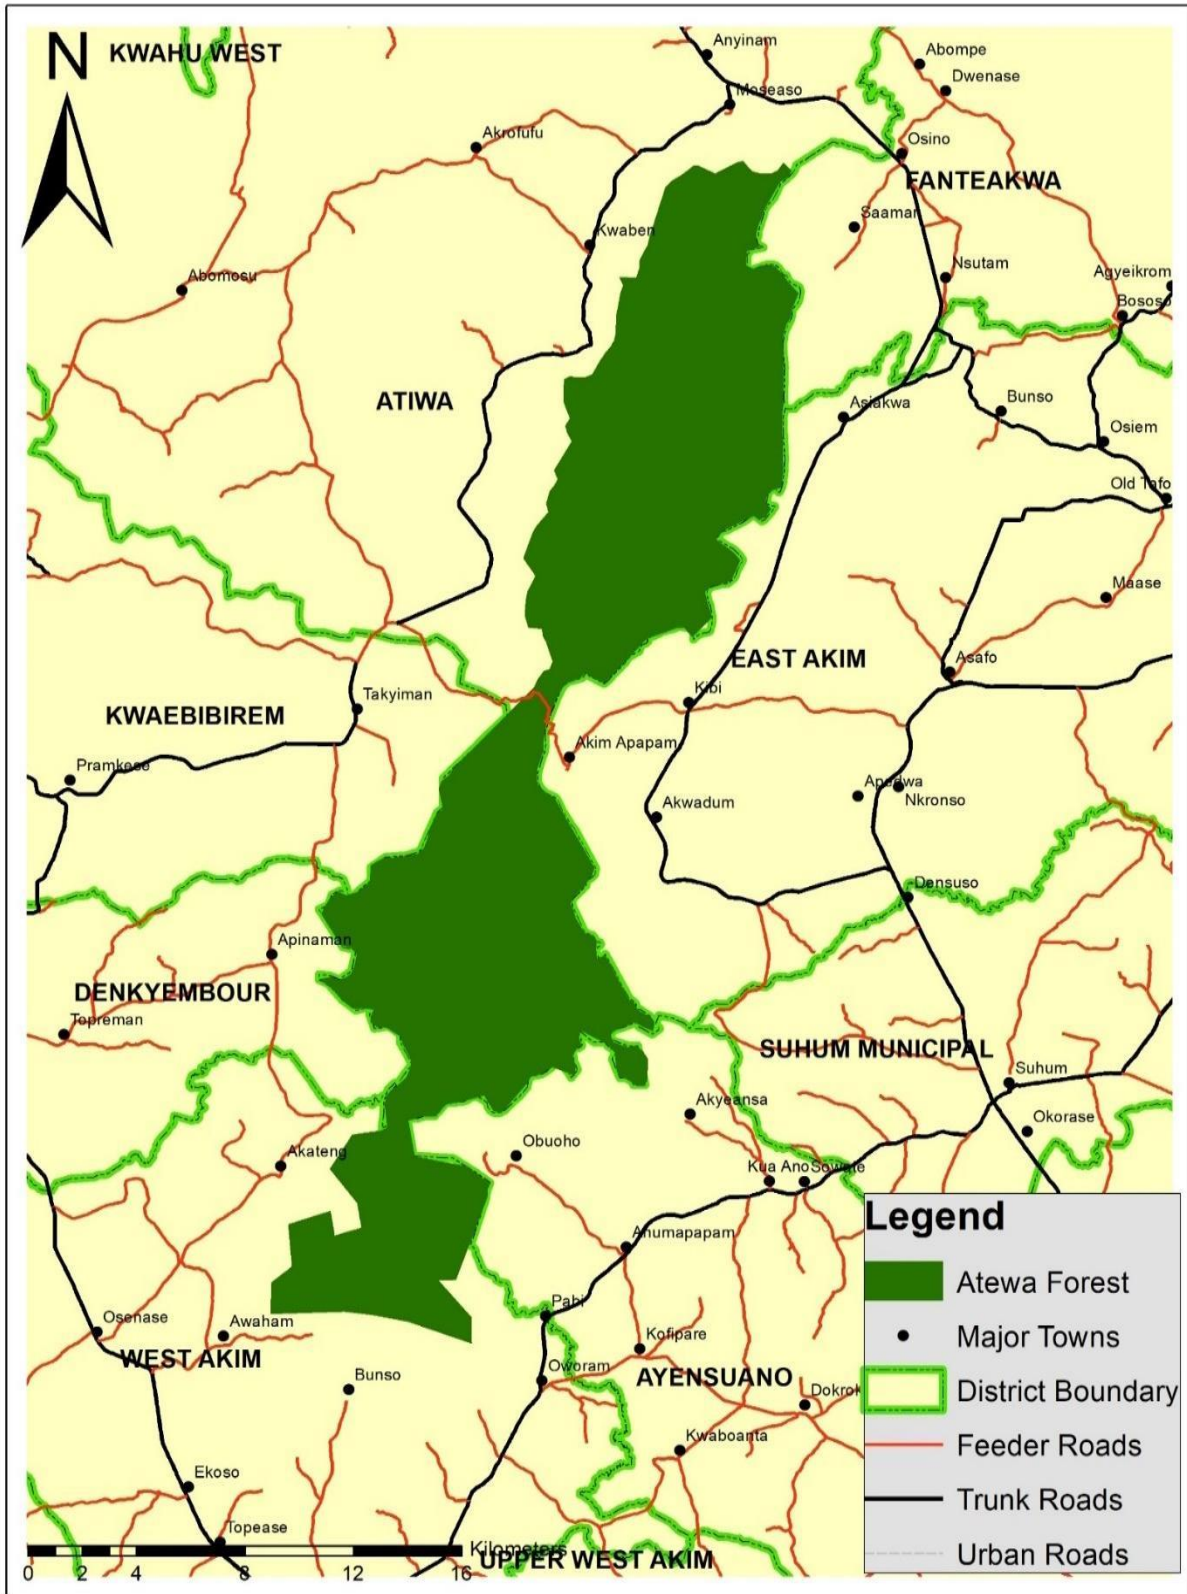 N
KWAHU WEST
Anyinam
Abompe
Dwenase
Moseaso
Akrofufu
Osino
FANTEAKWA
Saaman
Kwaben
Abomosu
Nsutam
Agyeikrom
Bososo
ATIWA
Asiakwa
Bunso
Osiem
Old Tafo
Maase
EAST AKIM
Asafo
Takyiman
Kibi
KWAEBIBIREM
Akim Apapam
Pramkese
Apedwa
Nkronso
Akwadum
Densuso
Apinaman
DENKYEMBOUR
Topreman
SUHUM MUNICIPAL
Suhum
Akyeansa
Okorase
Obuoho
Akateng
Kua Ano
Sowate
Anumapapam
Pabi
Osenase
Awaham
Kofipare
WEST AKIM
Bunso
Oworam
AYENSUANO
Dokrok
Kwaboanta
Ekoso
Topease
Kilometers
UPPER WEST AKIM
0 2 4 8 12 16
Legend
Atewa Forest
Major Towns
District Boundary
Feeder Roads
Trunk Roads
Urban Roads